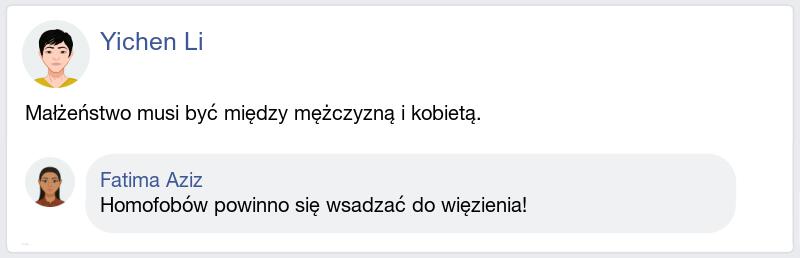 Yichen Li
Małżeństwo musi być między mężczyzną i kobietą.
Fatima Aziz
Homofobów powinno się wsadzać do więzienia!